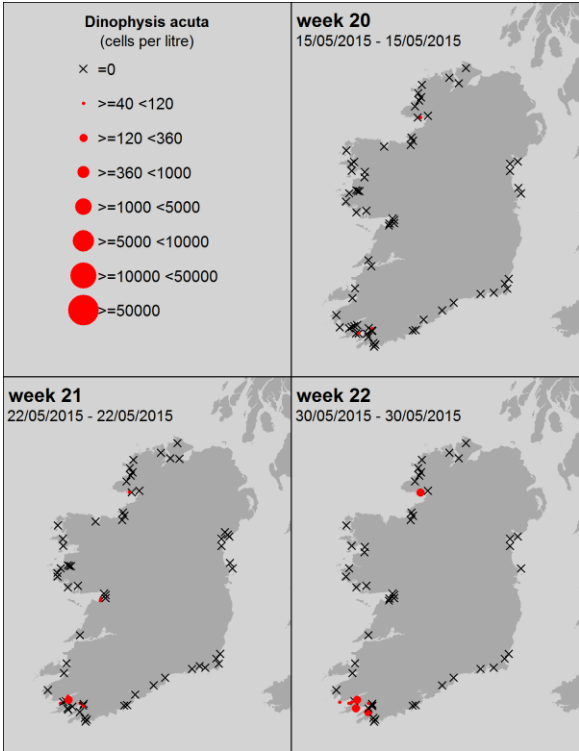 Dinophysis acuta
(cells per litre)
=0
>=40 <120
>=120 <360
>=360 <1000
>=1000 <5000
>=5000 <10000
>=10000 <50000
>=50000
week 20
15/05/2015 - 15/05/2015
week 21
22/05/2015 - 22/05/2015
week 22
30/05/2015 - 30/05/2015